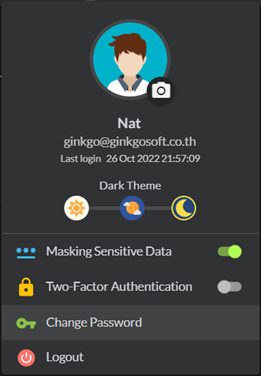 Nat
ginkgo@ginkgosoft.co.th
Last login 26 Oct 2022 21:57:09
Dark Theme
Masking Sensitive Data
Two-Factor Authentication
Change Password
Logout